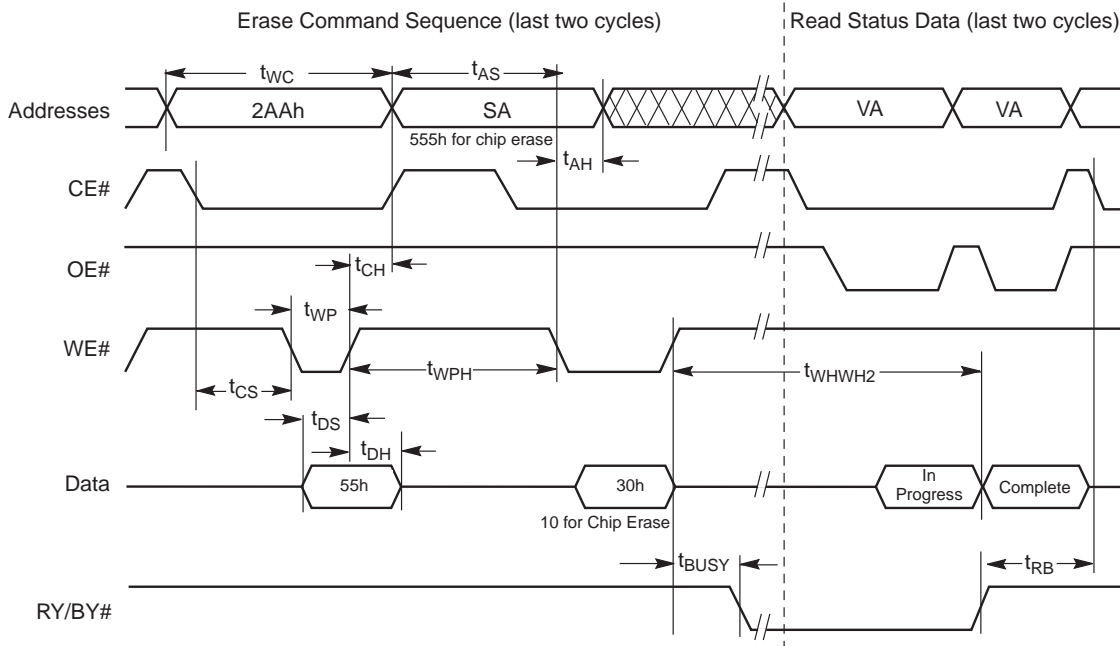 Erase Command Sequence (last two cycles)
Read Status Data (last two cycles)
tWC
tAS
Addresses
2AAh
SA
VA
VA
555h for chip erase
tAH
CE#
OE#
tCH
tWP
WE#
tWPH
tWHWH2
tCS
tDS
tDH
Data
55h
30h
In
Progress
Complete
10 for Chip Erase
tBUSY
tRB
RY/BY#